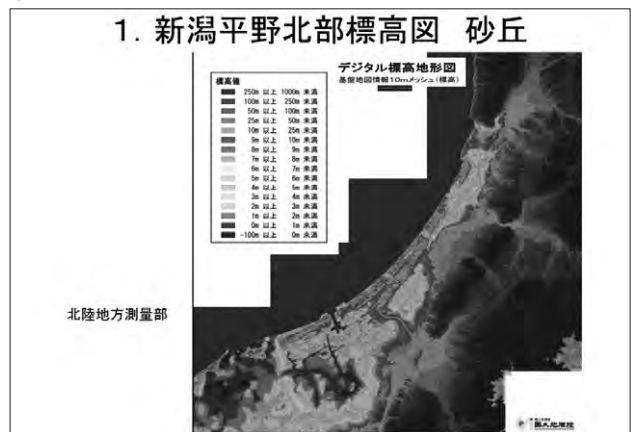 1. 新潟平野北部標高図 砂丘
デジタル標高地形図
基盤地図情報10mメッシュ(標高)
標高値
250m 以上 1000m 未満
100m 以上 250m 未満
50m 以上 100m 未満
25m 以上 50m 未満
10m 以上 25m 未満
9m 以上 10m 未満
8m 以上 9m 未満
7m 以上 8m 未満
6m 以上 7m 未満
5m 以上 6m 未満
4m 以上 5m 未満
3m 以上 4m 未満
2m 以上 3m 未満
1m 以上 2m 未満
0m 以上 1m 未満
-100m 以上 0m 未満
北陸地方測量部
国土地理院